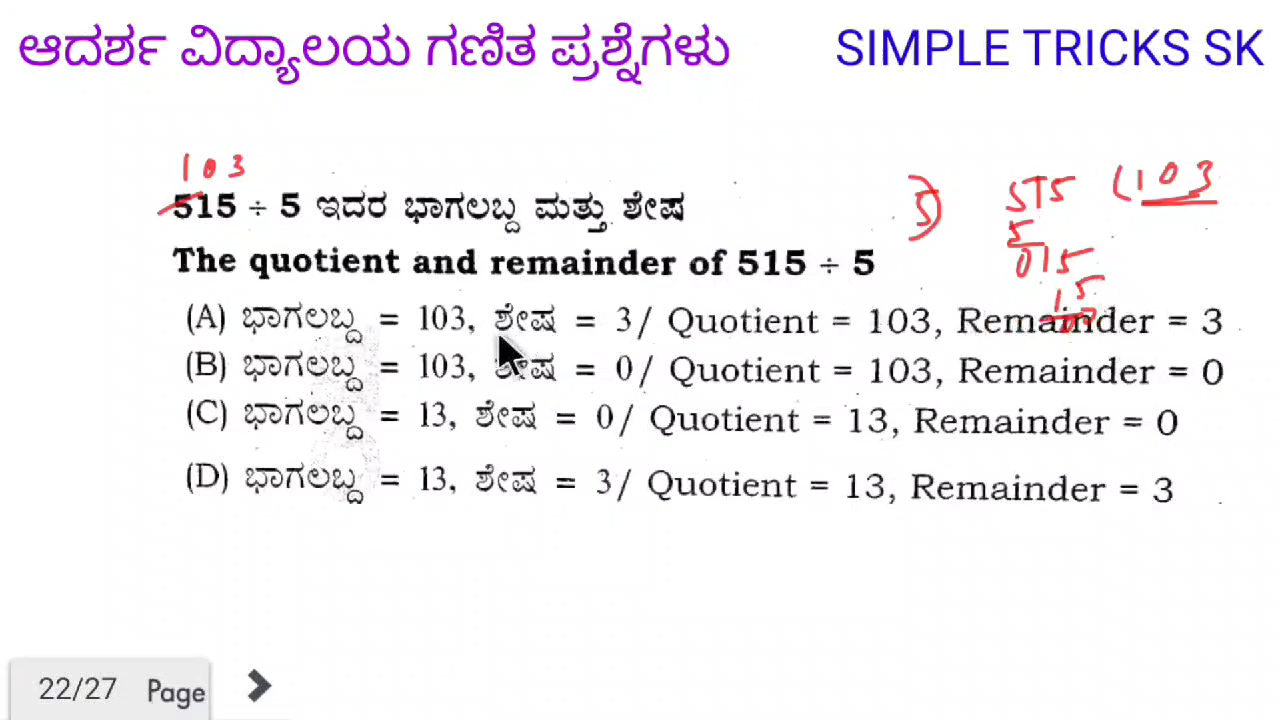 ಆದರ್ಶ ವಿದ್ಯಾಲಯ ಗಣಿತ ಪ್ರಶ್ನೆಗಳು SIMPLE TRICKS SK
103
515 ÷ 5 ಇದರ ಭಾಗಲಬ್ದ ಮತ್ತು ಶೇಷ
5) 515 (103
5
015
15
00
The quotient and remainder of 515 ÷ 5
(A) ಭಾಗಲಬ್ದ = 103, ಶೇಷ = 3/ Quotient = 103, Remainder = 3
(B) ಭಾಗಲಬ್ದ = 103, ಶೇಷ = 0/ Quotient = 103, Remainder = 0
(C) ಭಾಗಲಬ್ದ = 13, ಶೇಷ = 0/ Quotient = 13, Remainder = 0
(D) ಭಾಗಲಬ್ದ = 13, ಶೇಷ = 3/ Quotient = 13, Remainder = 3
22/27 Page